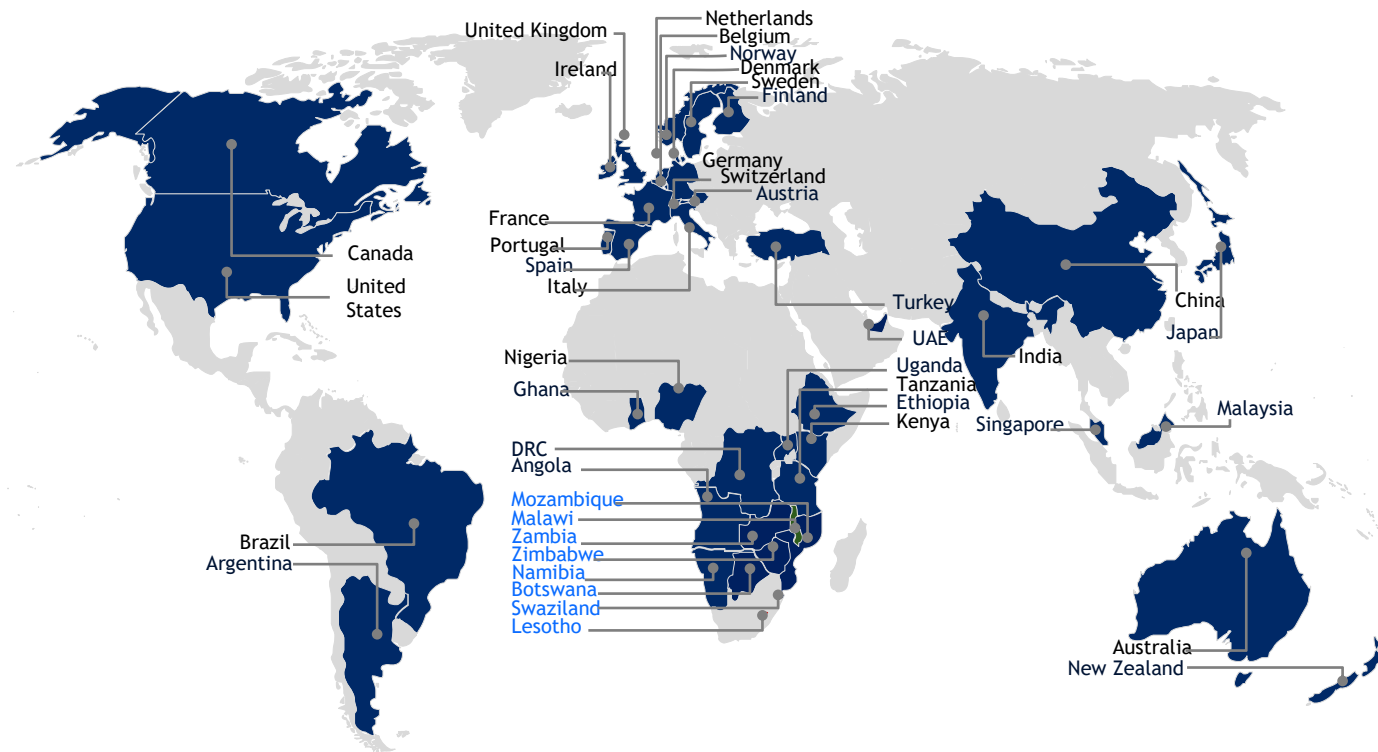 Netherlands
United Kingdom
Belgium
Norway
Ireland
Denmark
Sweden
Finland
Germany
Switzerland
Austria
France
Portugal
Spain
Italy
Canada
United
States
Turkey
China
UAE
Japan
India
Nigeria
Ghana
Uganda
Tanzania
Ethiopia
Kenya
Singapore
Malaysia
DRC
Angola
Mozambique
Malawi
Zambia
Zimbabwe
Namibia
Botswana
Swaziland
Lesotho
Brazil
Argentina
Australia
New Zealand